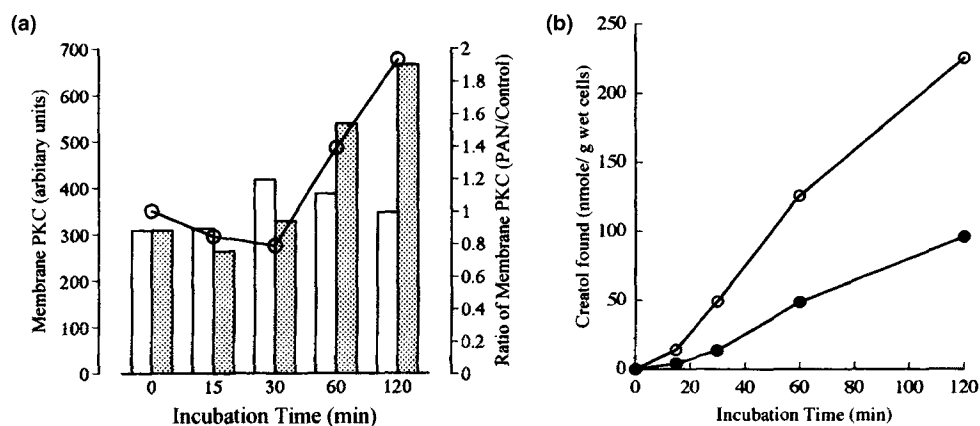 (a)
Membrane PKC (arbitary units)
700
600
500
400
300
200
100
0
0 15 30 60 120
Incubation Time (min)
2
1.8
1.6
1.4
1.2
1
0.8
0.6
0.4
0.2
0
Ratio of Membrane PKC (PAN/Control)
(b)
Creatol found (nmole/ g wet cells)
250
200
150
100
50
0
0 20 40 60 80 100 120
Incubation Time (min)